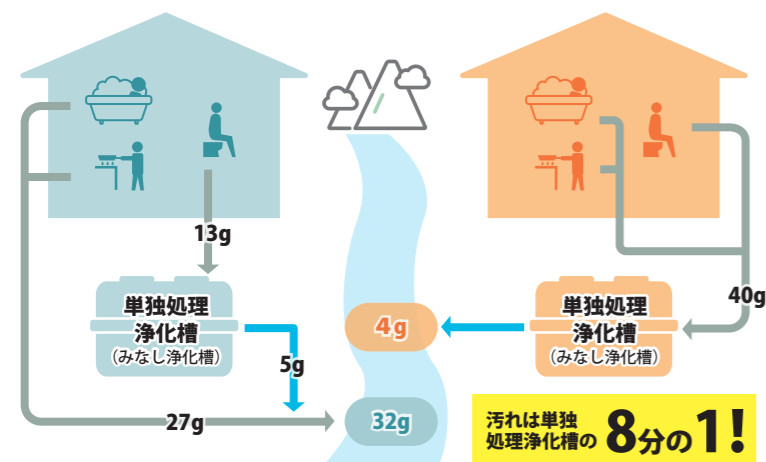 13g
単独処理
浄化槽
（みなし浄化槽）
5g
27g
32g
4g
40g
単独処理
浄化槽
（みなし浄化槽）
汚れは単独
処理浄化槽の
8分の1!